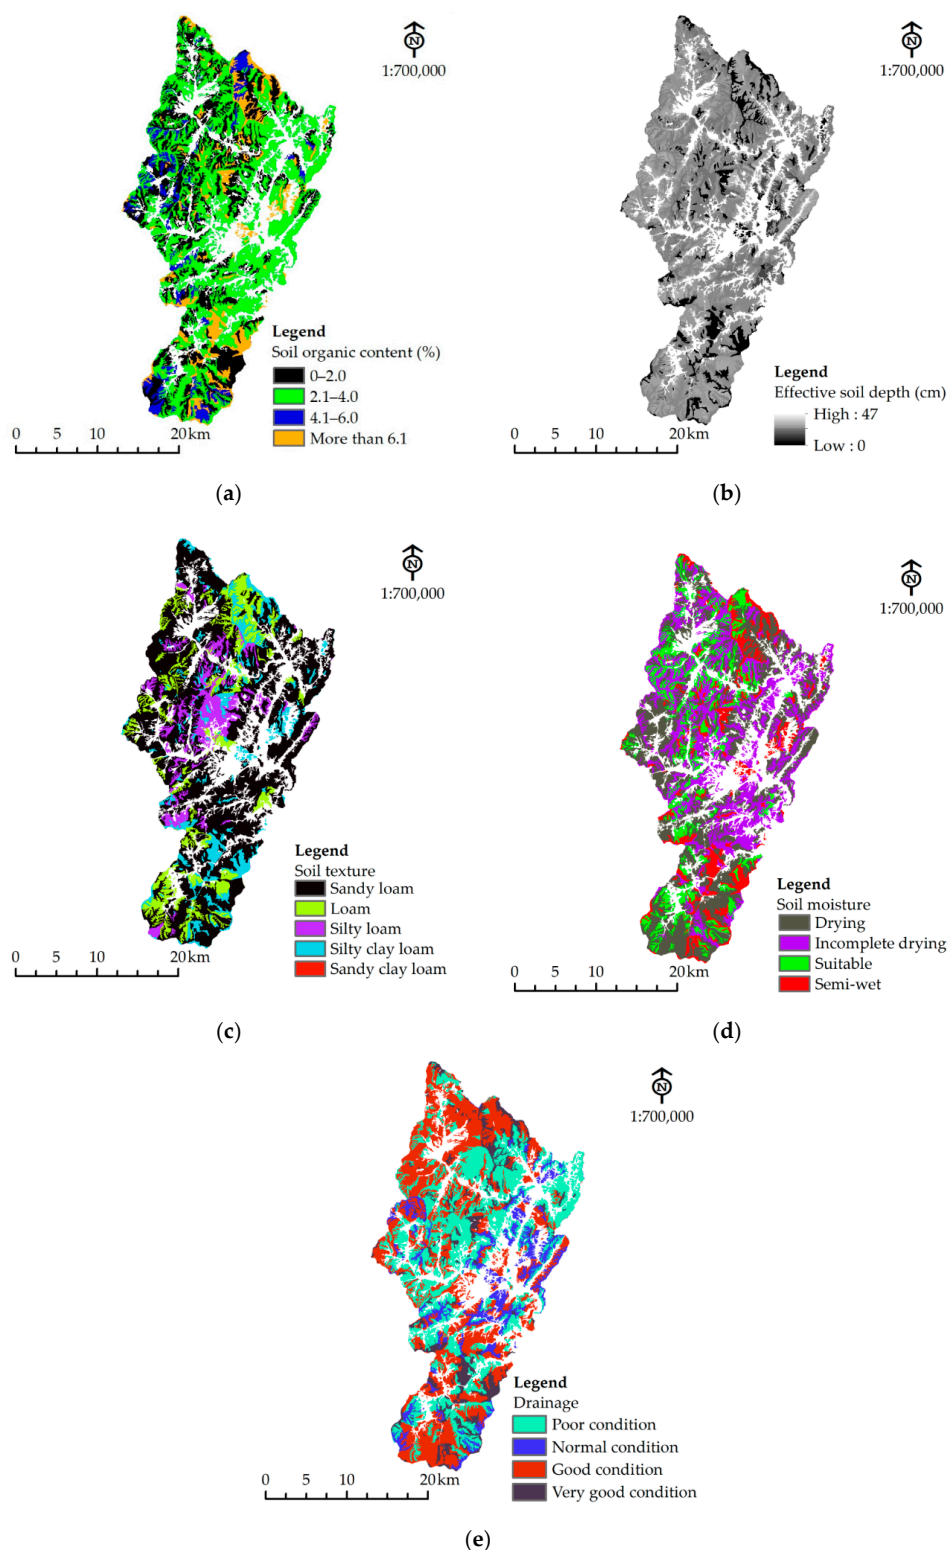 N
1:700,000
Legend
Soil organic content (%)
0–2.0
2.1–4.0
4.1–6.0
More than 6.1
0 5 10 20 km
(a)
N
1:700,000
Legend
Effective soil depth (cm)
High : 47
Low : 0
0 5 10 20 km
(b)
N
1:700,000
Legend
Soil texture
Sandy loam
Loam
Silty loam
Silty clay loam
Sandy clay loam
0 5 10 20 km
(c)
N
1:700,000
Legend
Soil moisture
Drying
Incomplete drying
Suitable
Semi-wet
0 5 10 20 km
(d)
N
1:700,000
Legend
Drainage
Poor condition
Normal condition
Good condition
Very good condition
0 5 10 20 km
(e)